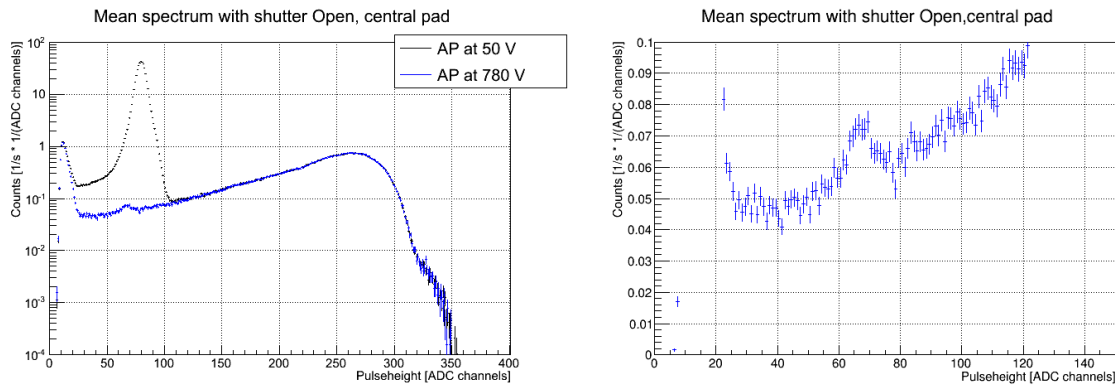 Mean spectrum with shutter Open, central pad
Counts [1/s * 1/(ADC channels)]
10²
10
1
10⁻¹
10⁻²
10⁻³
10⁻⁴
AP at 50 V
AP at 780 V
0 50 100 150 200 250 300 350 400
Pulseheight [ADC channels]
Mean spectrum with shutter Open,central pad
Counts [1/s * 1/(ADC channels)]
0.1
0.09
0.08
0.07
0.06
0.05
0.04
0.03
0.02
0.01
0
0 20 40 60 80 100 120 140
Pulseheight [ADC channels]